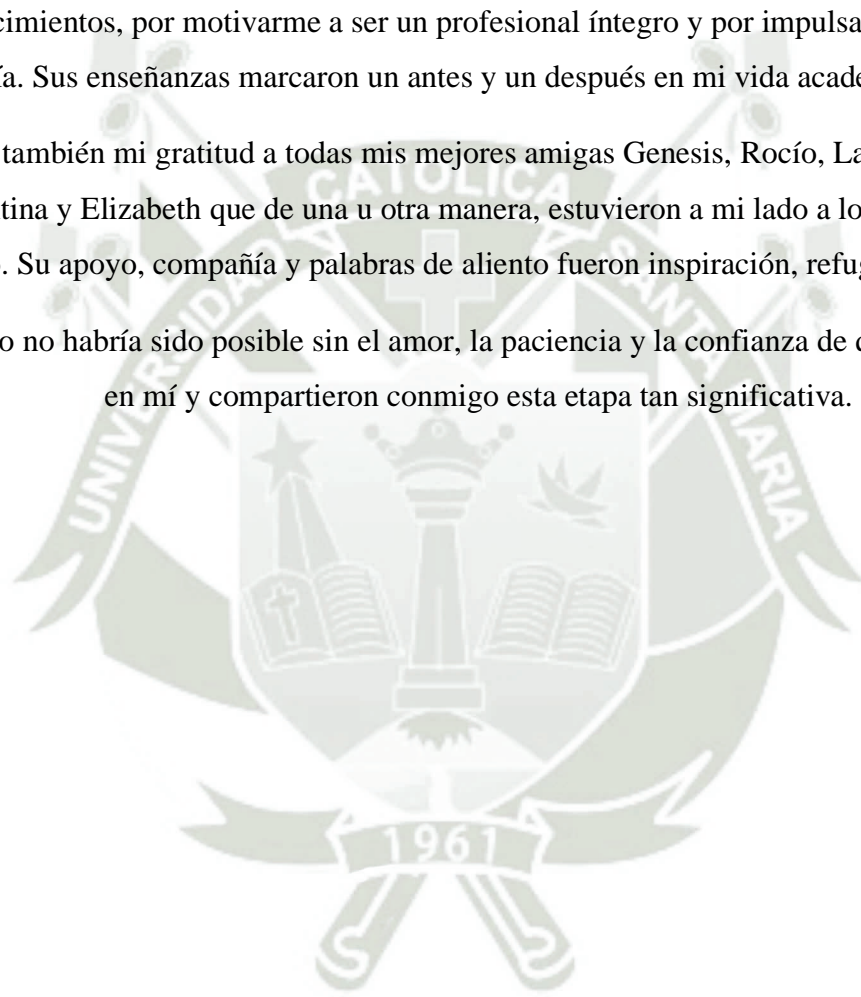 cimientos, por motivarme a ser un profesional íntegro y por impulsa
ía. Sus enseñanzas marcaron un antes y un después en mi vida acade
también mi gratitud a todas mis mejores amigas Genesis, Rocío, La
tina y Elizabeth que de una u otra manera, estuvieron a mi lado a lo
. Su apoyo, compañía y palabras de aliento fueron inspiración, refug
o no habría sido posible sin el amor, la paciencia y la confianza de
en mí y compartieron conmigo esta etapa tan significativa.
UNIVERSIDAD CATOLICA SANTA MARIA
1961